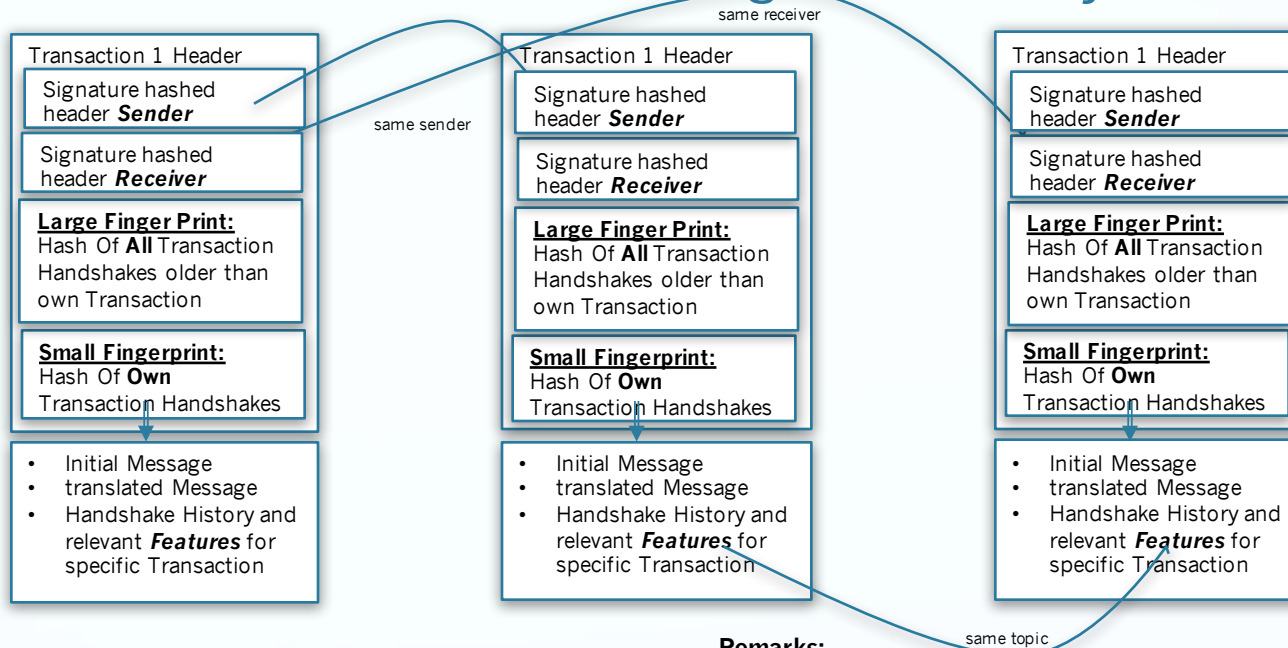 same receiver
Transaction 1 Header
Signature hashed
header Sender
Signature hashed
header Receiver
Large Finger Print:
Hash Of All Transaction
Handshakes older than
own Transaction
Small Fingerprint:
Hash Of Own
Transaction Handshakes
• Initial Message
• translated Message
• Handshake History and
relevant Features for
specific Transaction
same sender
Transaction 1 Header
Signature hashed
header Sender
Signature hashed
header Receiver
Large Finger Print:
Hash Of All Transaction
Handshakes older than
own Transaction
Small Fingerprint:
Hash Of Own
Transaction Handshakes
• Initial Message
• translated Message
• Handshake History and
relevant Features for
specific Transaction
Transaction 1 Header
Signature hashed
header Sender
Signature hashed
header Receiver
Large Finger Print:
Hash Of All Transaction
Handshakes older than
own Transaction
Small Fingerprint:
Hash Of Own
Transaction Handshakes
• Initial Message
• translated Message
• Handshake History and
relevant Features for
specific Transaction
same topic
Remarks: